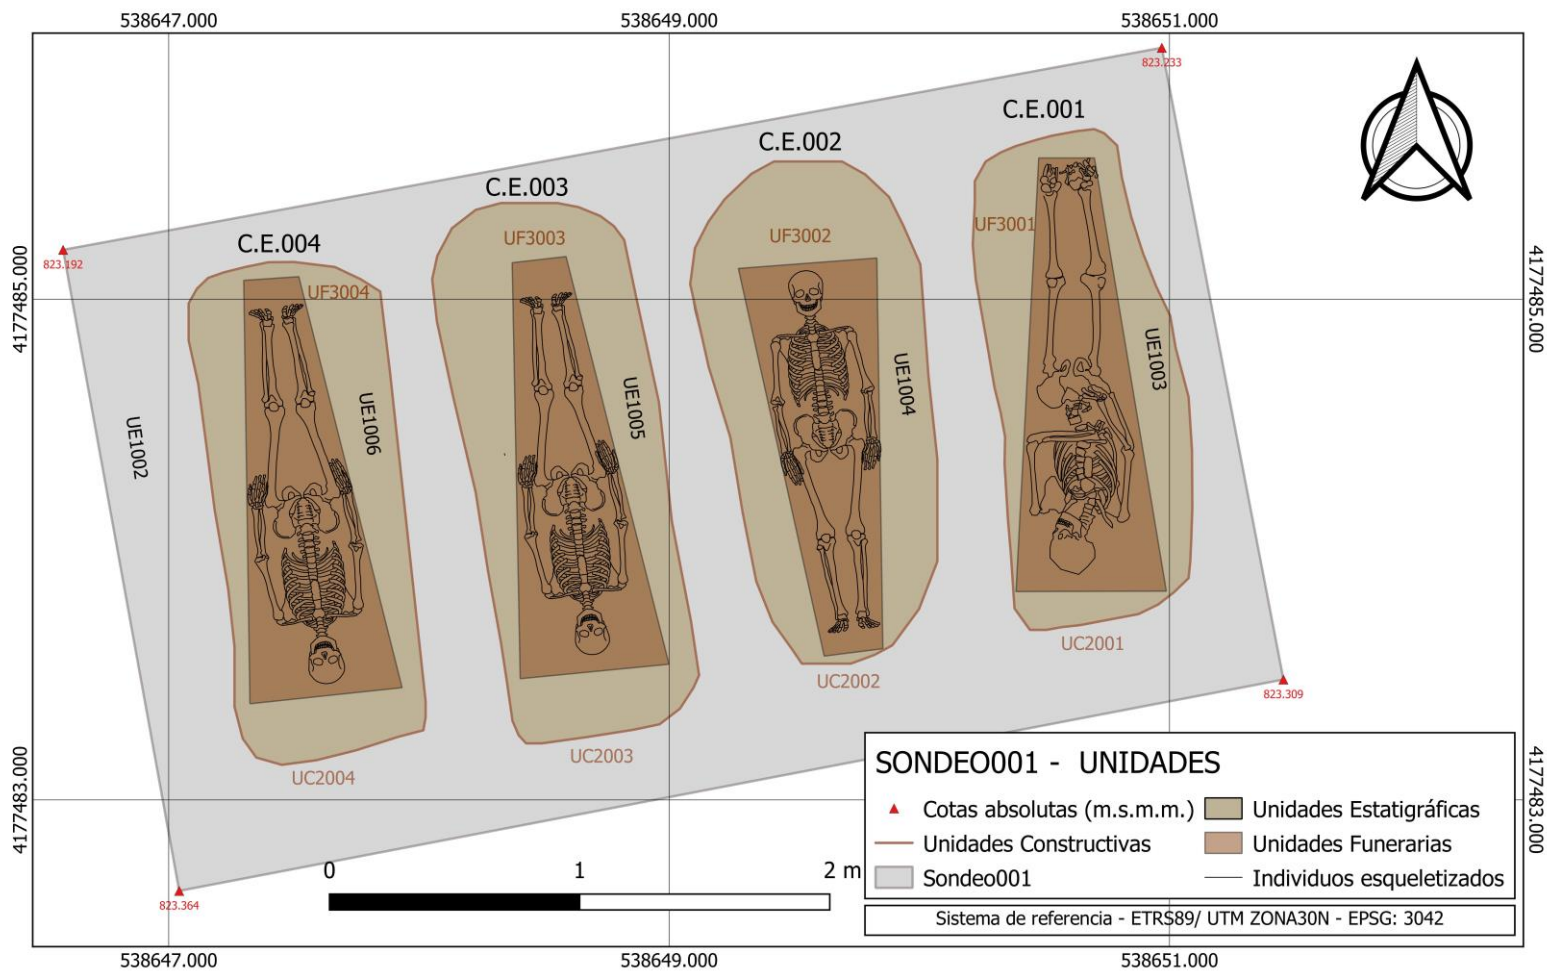 538647.000
538649.000
538651.000
823.233
C.E.001
C.E.002
C.E.003
C.E.004
823.192
UF3001
UF3002
UF3003
UF3004
4177485.000
4177485.000
UE1003
UE1004
UE1005
UE1006
UE1002
UC2001
UC2002
UC2003
UC2004
823.309
4177483.000
4177483.000
SONDEO001 - UNIDADES
Cotas absolutas (m.s.m.m.)
Unidades Constructivas
Sondeo001
Unidades Estatigráficas
Unidades Funerarias
Individuos esqueletizados
Sistema de referencia - ETRS89/ UTM ZONA30N - EPSG: 3042
0 1 2 m
823.364
538647.000
538649.000
538651.000